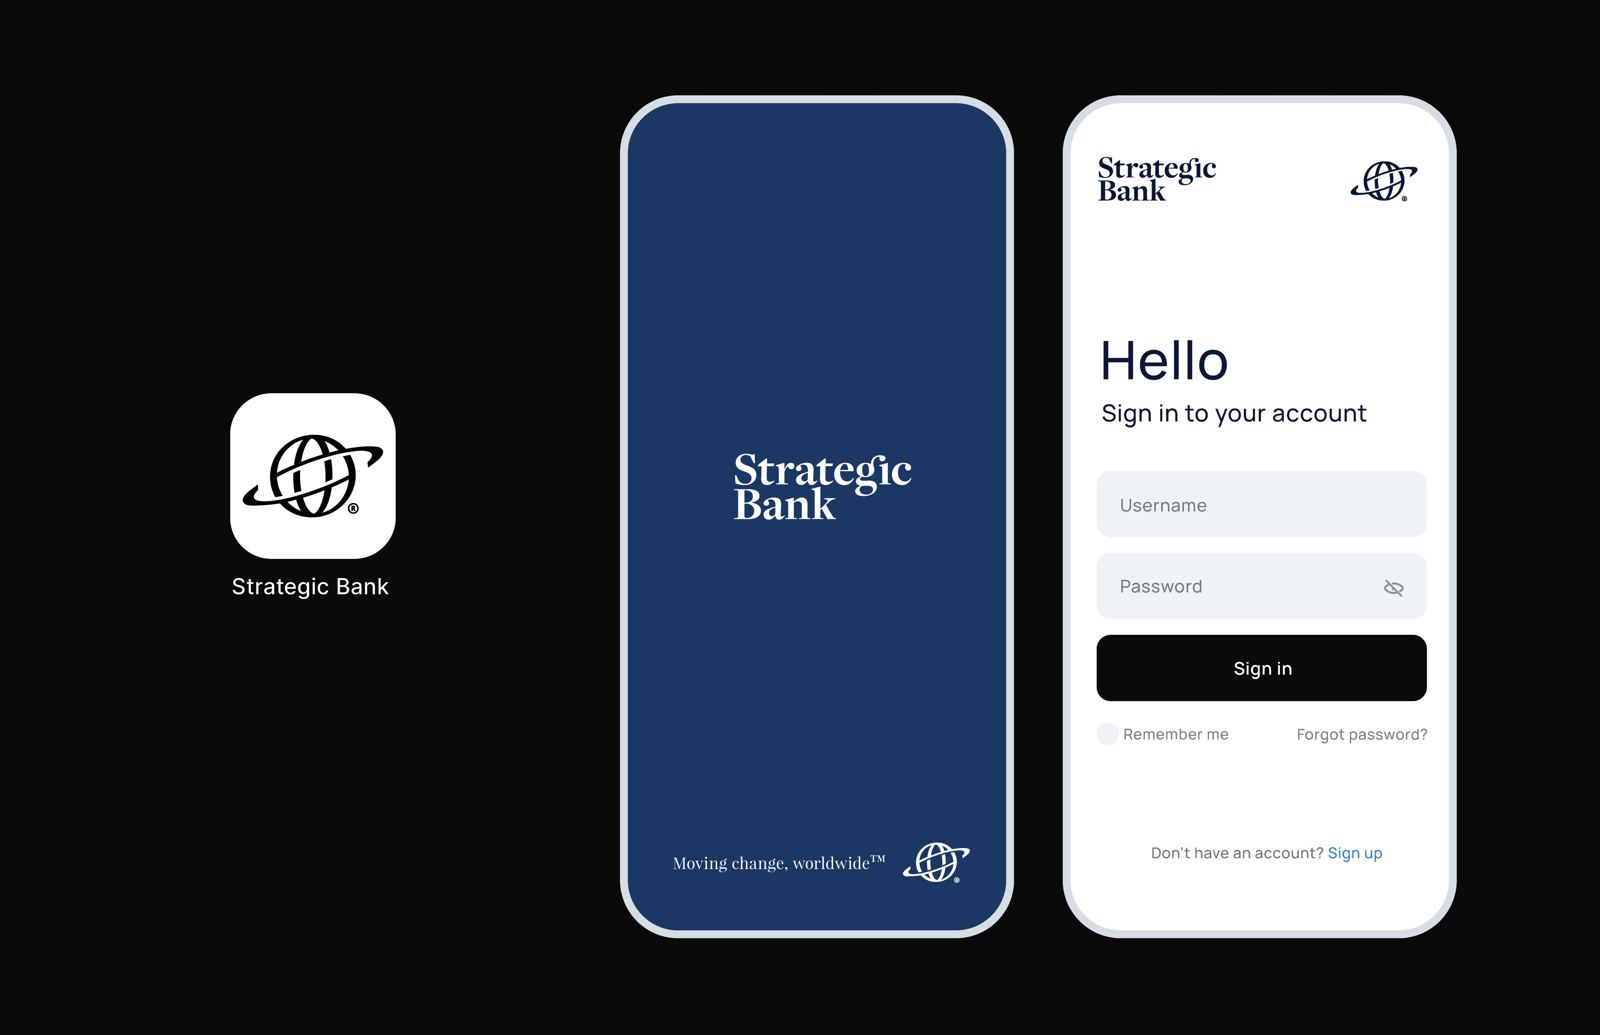 ®
Strategic Bank
Strategic
Bank
Moving change, worldwide™
®
Strategic
Bank
®
Hello
Sign in to your account
Username
Password
Sign in
Remember me
Forgot password?
Don't have an account? Sign up